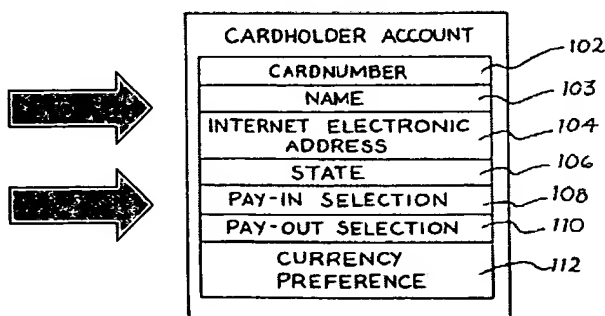 CARDHOLDER ACCOUNT
CARDNUMBER
102
NAME
103
INTERNET ELECTRONIC
ADDRESS
104
STATE
106
PAY-IN SELECTION
108
PAY-OUT SELECTION
110
CURRENCY
PREFERENCE
112